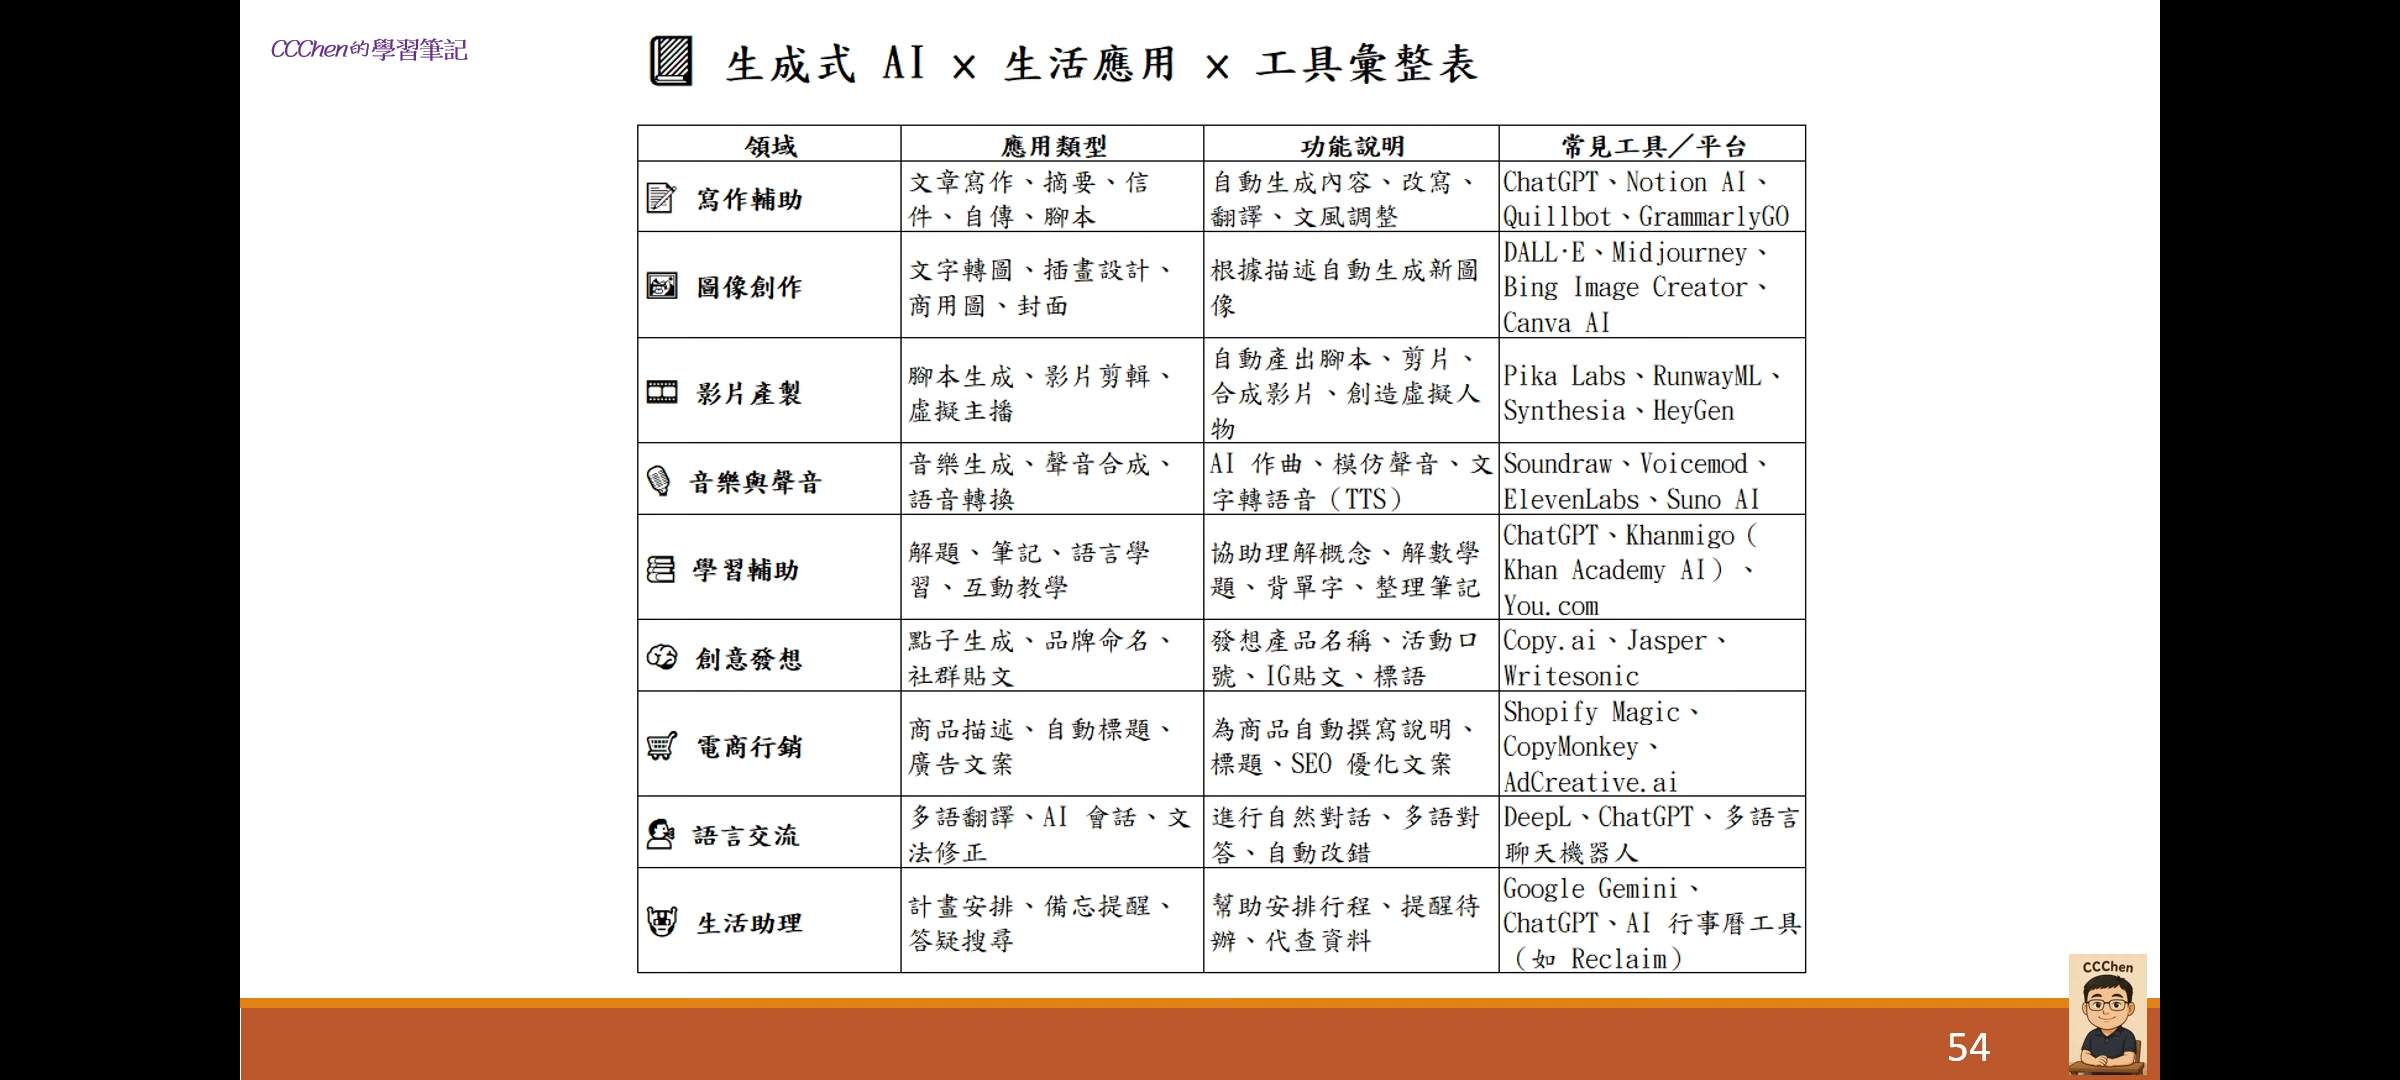 CCChen的學習筆記
生成式 AI × 生活應用 × 工具彙整表
領域
應用類型
功能說明
常見工具／平台
寫作輔助
文章寫作、摘要、信
件、自傳、腳本
自動生成內容、改寫、
翻譯、文風調整
ChatGPT、Notion AI、
Quillbot、GrammarlyGO
圖像創作
文字轉圖、插畫設計、
商用圖、封面
根據描述自動生成新圖
像
DALL·E、Midjourney、
Bing Image Creator、
Canva AI
影片產製
腳本生成、影片剪輯、
虛擬主播
自動產出腳本、剪片、
合成影片、創造虛擬人
物
Pika Labs、RunwayML、
Synthesia、HeyGen
音樂與聲音
音樂生成、聲音合成、
語音轉換
AI 作曲、模仿聲音、文
字轉語音（TTS）
Soundraw、Voicemod、
ElevenLabs、Suno AI
學習輔助
解題、筆記、語言學
習、互動教學
協助理解概念、解數學
題、背單字、整理筆記
ChatGPT、Khanmigo（
Khan Academy AI）、
You.com
創意發想
點子生成、品牌命名、
社群貼文
發想產品名稱、活動口
號、IG貼文、標語
Copy.ai、Jasper、
Writesonic
電商行銷
商品描述、自動標題、
廣告文案
為商品自動撰寫說明、
標題、SEO 優化文案
Shopify Magic、
CopyMonkey、
AdCreative.ai
語言交流
多語翻譯、AI 會話、文
法修正
進行自然對話、多語對
答、自動改錯
DeepL、ChatGPT、多語言
聊天機器人
生活助理
計畫安排、備忘提醒、
答疑搜尋
幫助安排行程、提醒待
辦、代查資料
Google Gemini、
ChatGPT、AI 行事曆工具
（如 Reclaim）
CCChen
54